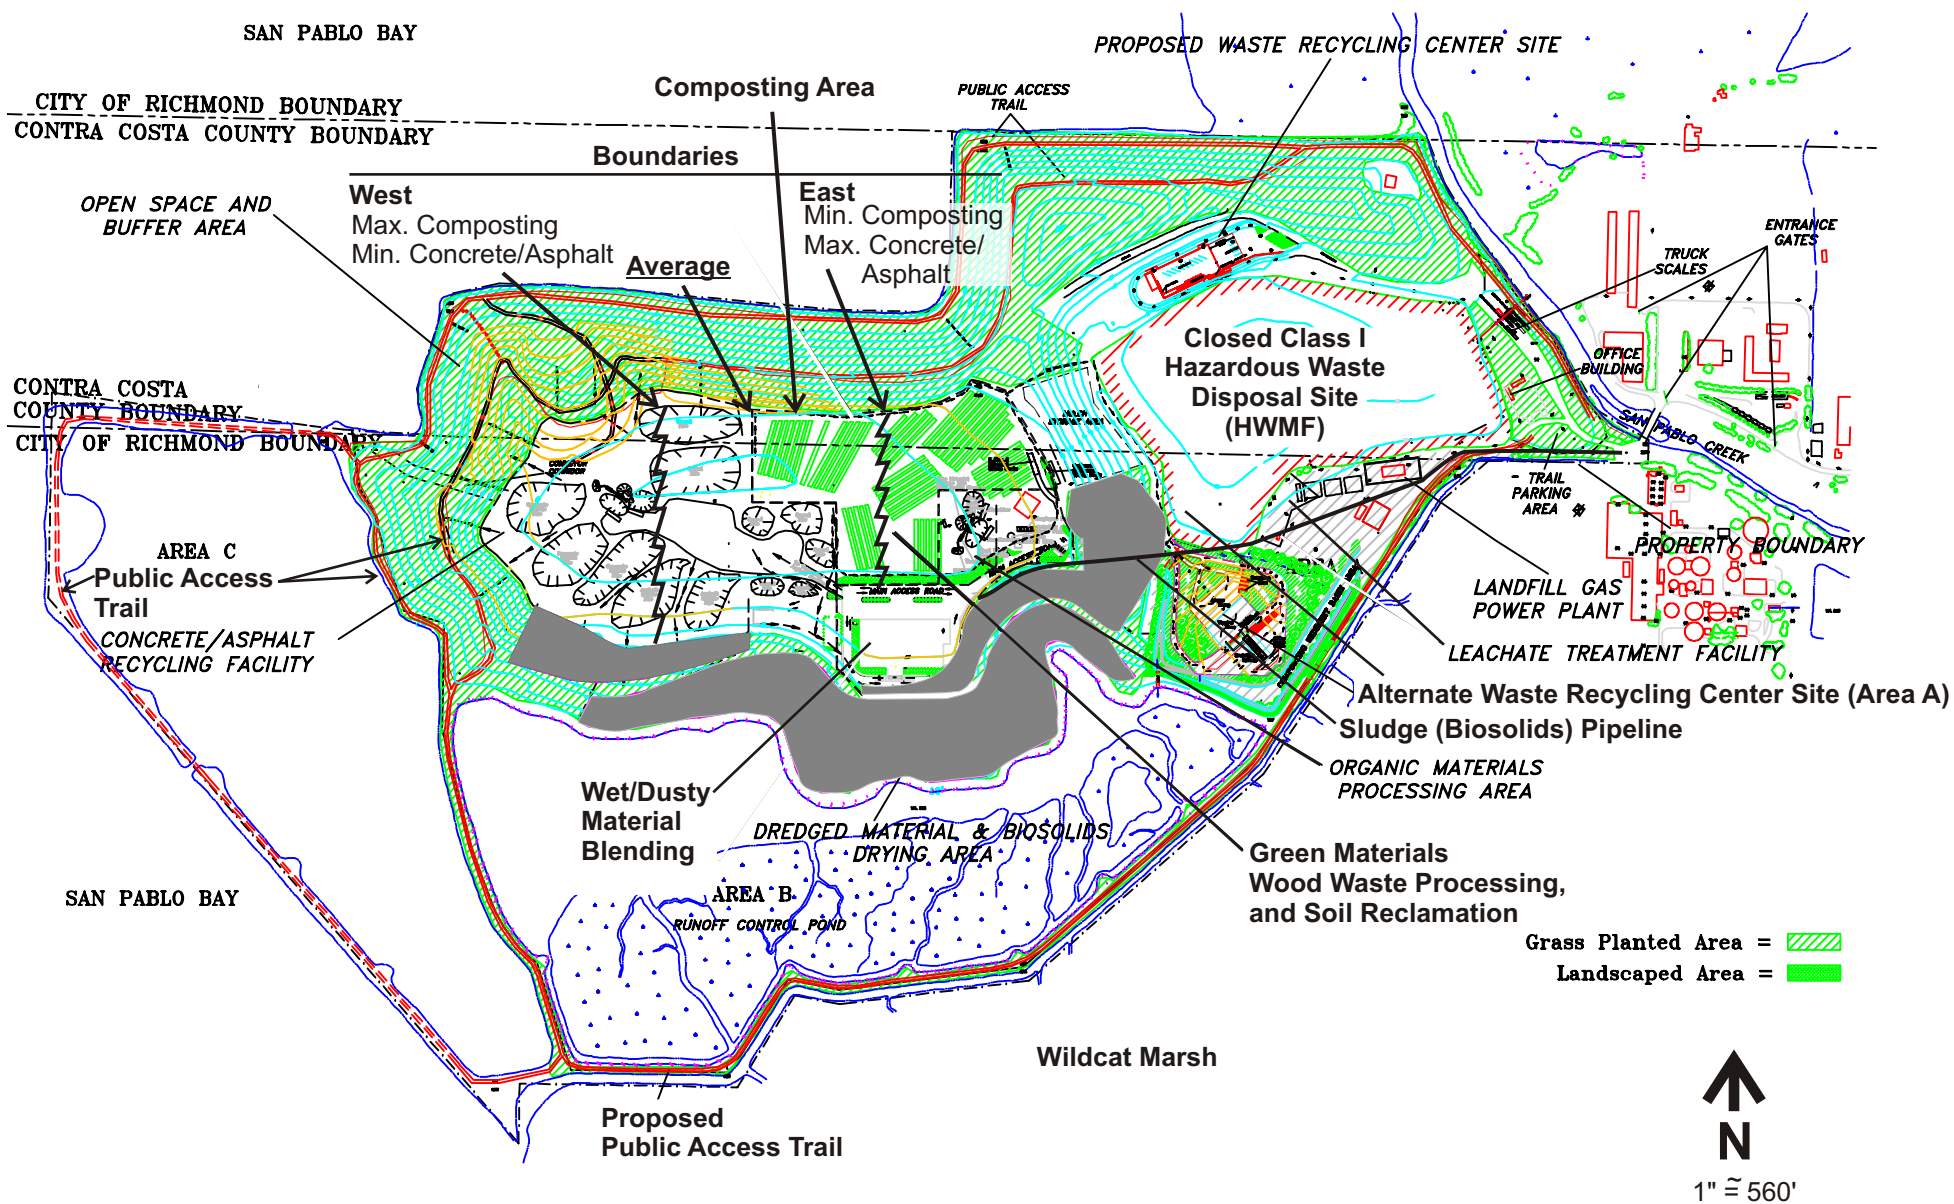 SAN PABLO BAY
PROPOSED WASTE RECYCLING CENTER SITE
Composting Area
PUBLIC ACCESS
TRAIL
CITY OF RICHMOND BOUNDARY
CONTRA COSTA COUNTY BOUNDARY
Boundaries
West
Max. Composting
Min. Concrete/Asphalt
East
Min. Composting
Max. Concrete/
Asphalt
Average
OPEN SPACE AND
BUFFER AREA
ENTRANCE
GATES
TRUCK
SCALES
Closed Class I
Hazardous Waste
Disposal Site
(HWMF)
OFFICE
BUILDING
CONTRA COSTA
COUNTY BOUNDARY
CITY OF RICHMOND BOUNDARY
SAN PABLO CREEK
TRAIL
PARKING
AREA
PROPERTY BOUNDARY
AREA C
Public Access
Trail
CONCRETE/ASPHALT
RECYCLING FACILITY
MAIN ACCESS ROAD
LANDFILL GAS
POWER PLANT
LEACHATE TREATMENT FACILITY
Alternate Waste Recycling Center Site (Area A)
Sludge (Biosolids) Pipeline
ORGANIC MATERIALS
PROCESSING AREA
Wet/Dusty
Material
Blending
DREDGED MATERIAL & BIOSOLIDS
DRYING AREA
Green Materials
Wood Waste Processing,
and Soil Reclamation
AREA B
RUNOFF CONTROL POND
SAN PABLO BAY
Grass Planted Area =
Landscaped Area =
Wildcat Marsh
Proposed
Public Access Trail
N
1" ≅ 560'